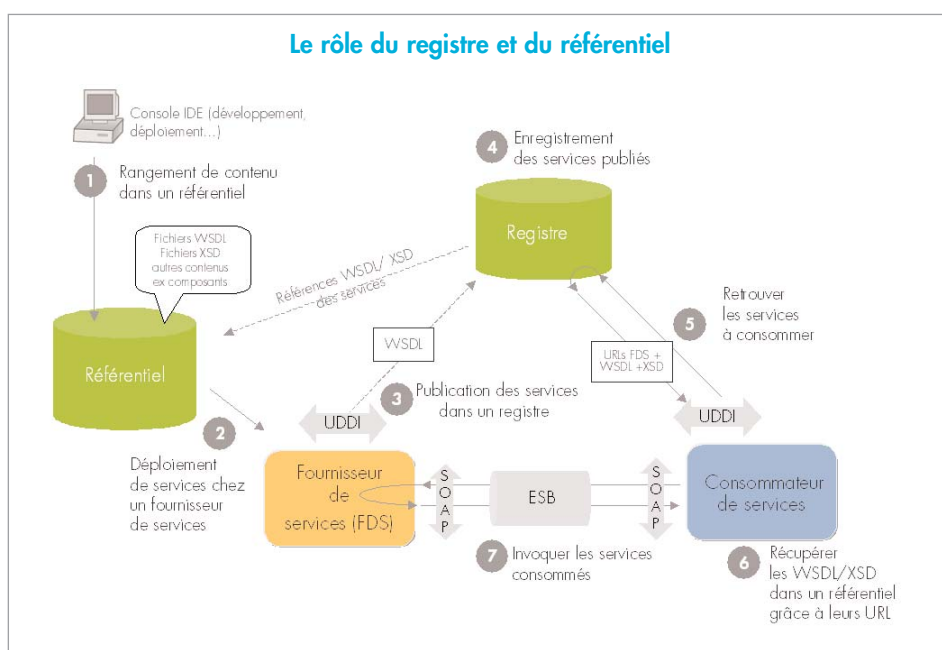 Le rôle du registre et du référentiel
Console IDE (développement,
déploiement...)
1
Rangement de contenu
dans un référentiel
4
Enregistrement
des services publiés
Fichiers WSDL
Fichiers XSD
autres contenus
ex composants
Registre
Références WSDL/ XSD
des services
Référentiel
WSDL
5
Retrouver
les services
à consommer
URLs FDS +
WSDL +XSD
3
Publication des services
dans un registre
UDDI
UDDI
2
Déploiement
de services chez
un fournisseur
de services
Fournisseur
de
services (FDS)
SOAP
ESB
SOAP
Consommateur
de services
7
Invoquer les services
consommés
6
Récupérer
les WSDL/XSD
dans un référentiel
grâce à leurs URL